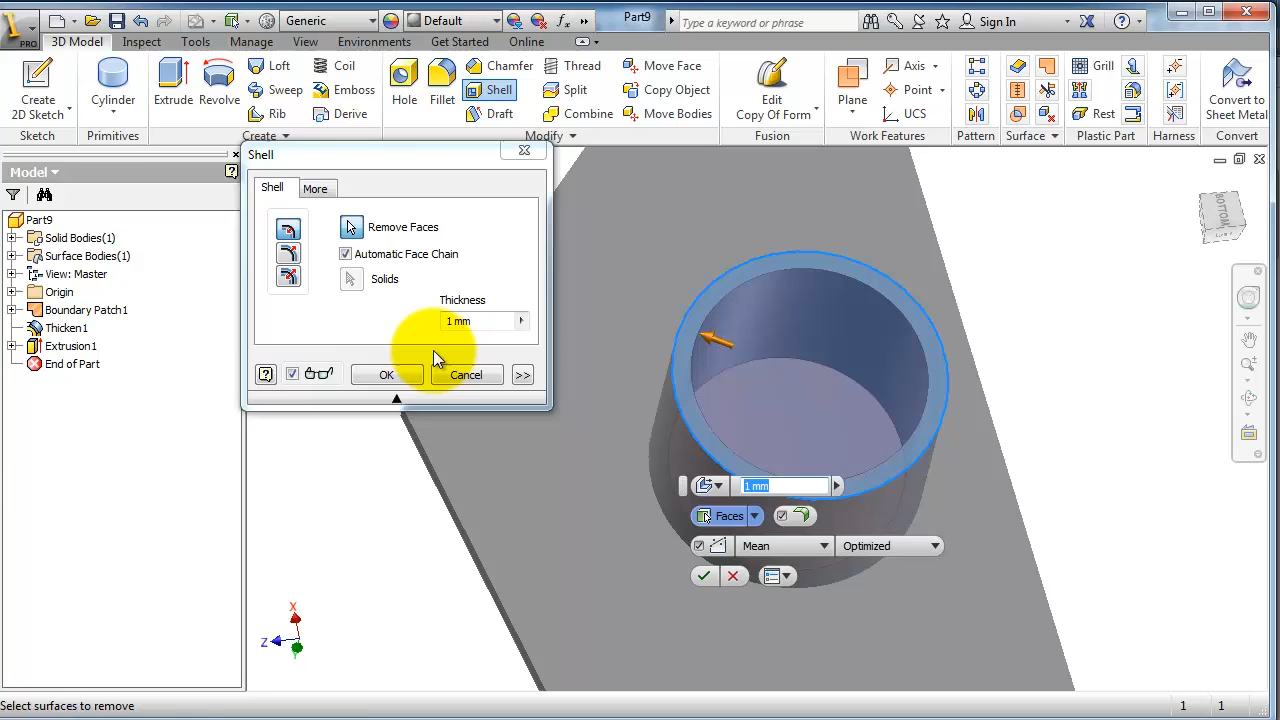 PRO
Generic
Default
Part9
Type a keyword or phrase
Sign In
3D Model
Inspect
Tools
Manage
View
Environments
Get Started
Online
Create
2D Sketch
Cylinder
Extrude
Revolve
Loft
Sweep
Rib
Coil
Emboss
Derive
Hole
Fillet
Chamfer
Shell
Draft
Thread
Split
Combine
Move Face
Copy Object
Move Bodies
Edit
Copy Of Form
Plane
Axis
Point
UCS
Grill
Rest
Convert to
Sheet Metal
Sketch
Primitives
Create
Modify
Fusion
Work Features
Pattern
Surface
Plastic Part
Harness
Convert
Model
Part9
Solid Bodies(1)
Surface Bodies(1)
View: Master
Origin
Boundary Patch1
Thicken1
Extrusion1
End of Part
Shell
Shell
More
Remove Faces
Automatic Face Chain
Solids
Thickness
1 mm
OK
Cancel
>>
BOTTOM
1 mm
Faces
Mean
Optimized
X
Z
Y
Select surfaces to remove
1
1